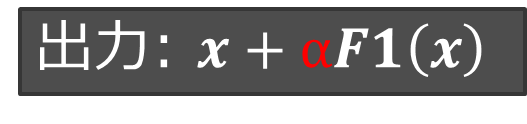 出力: x + αF1(x)